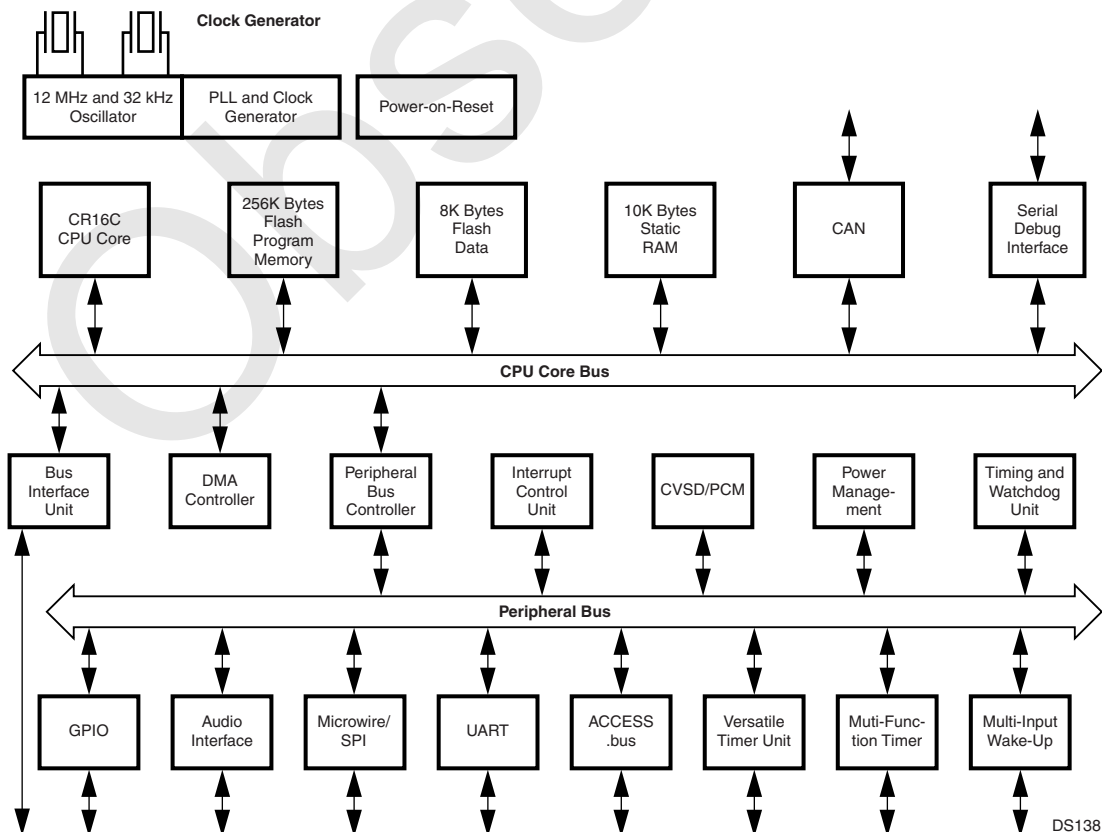 Clock Generator
12 MHz and 32 kHz
Oscillator
PLL and Clock
Generator
Power-on-Reset
CR16C
CPU Core
256K Bytes
Flash
Program
Memory
8K Bytes
Flash
Data
10K Bytes
Static
RAM
CAN
Serial
Debug
Interface
CPU Core Bus
Bus
Interface
Unit
DMA
Controller
Peripheral
Bus
Controller
Interrupt
Control
Unit
CVSD/PCM
Power
Manage-
ment
Timing and
Watchdog
Unit
Peripheral Bus
GPIO
Audio
Interface
Microwire/
SPI
UART
ACCESS
.bus
Versatile
Timer Unit
Muti-Func-
tion Timer
Multi-Input
Wake-Up
DS138